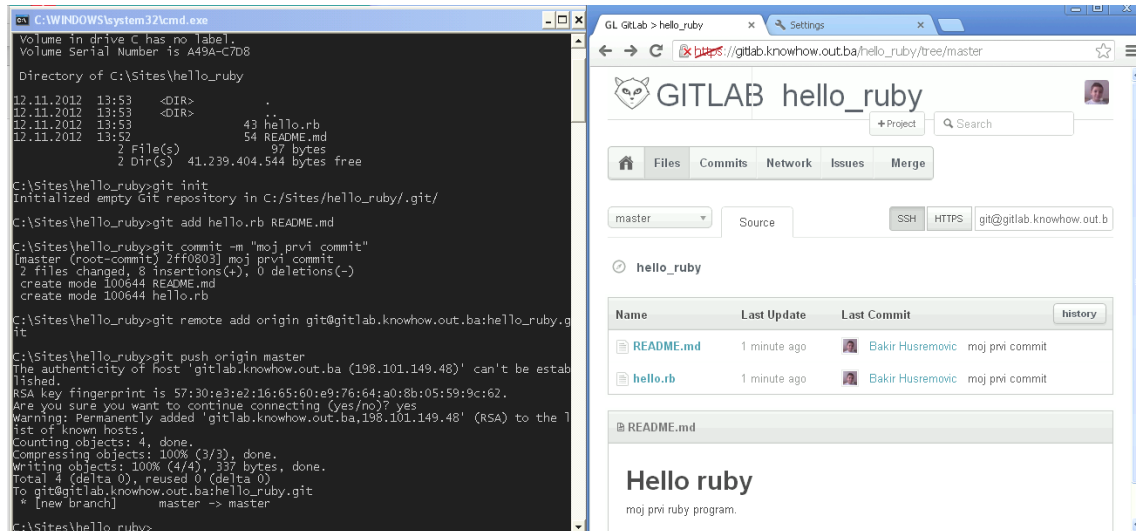 C:\WINDOWS\system32\cmd.exe
Volume in drive C has no label.
Volume Serial Number is A49A-C7D8
Directory of C:\Sites\hello_ruby
12.11.2012  13:53    <DIR>          .
12.11.2012  13:53    <DIR>          ..
12.11.2012  13:53                43 hello.rb
12.11.2012  13:52                54 README.md
2 File(s)             97 bytes
2 Dir(s)  41.239.404.544 bytes free
C:\Sites\hello_ruby>git init
Initialized empty Git repository in C:/Sites/hello_ruby/.git/
C:\Sites\hello_ruby>git add hello.rb README.md
C:\Sites\hello_ruby>git commit -m "moj prvi commit"
[master (root-commit) 2ff0803] moj prvi commit
2 files changed, 8 insertions(+), 0 deletions(-)
create mode 100644 README.md
create mode 100644 hello.rb
C:\Sites\hello_ruby>git remote add origin git@gitlab.knowhow.out.ba:hello_ruby.g
it
C:\Sites\hello_ruby>git push origin master
The authenticity of host 'gitlab.knowhow.out.ba (198.101.149.48)' can't be estab
lished.
RSA key fingerprint is 57:30:e3:e2:16:65:60:e9:76:64:a0:8b:05:59:9c:62.
Are you sure you want to continue connecting (yes/no)? yes
Warning: Permanently added 'gitlab.knowhow.out.ba,198.101.149.48' (RSA) to the l
ist of known hosts.
Counting objects: 4, done.
Compressing objects: 100% (3/3), done.
Writing objects: 100% (4/4), 337 bytes, done.
Total 4 (delta 0), reused 0 (delta 0)
To git@gitlab.knowhow.out.ba:hello_ruby.git
* [new branch]      master -> master
C:\Sites\hello_ruby>
GL GitLab > hello_ruby
Settings
https://gitlab.knowhow.out.ba/hello_ruby/tree/master
GITLAB hello_ruby
+Project Search
Files Commits Network Issues Merge
master Source SSH HTTPS git@gitlab.knowhow.out.b
hello_ruby
Name Last Update Last Commit history
README.md 1 minute ago Bakir Husremovic moj prvi commit
hello.rb 1 minute ago Bakir Husremovic moj prvi commit
README.md
Hello ruby
moj prvi ruby program.